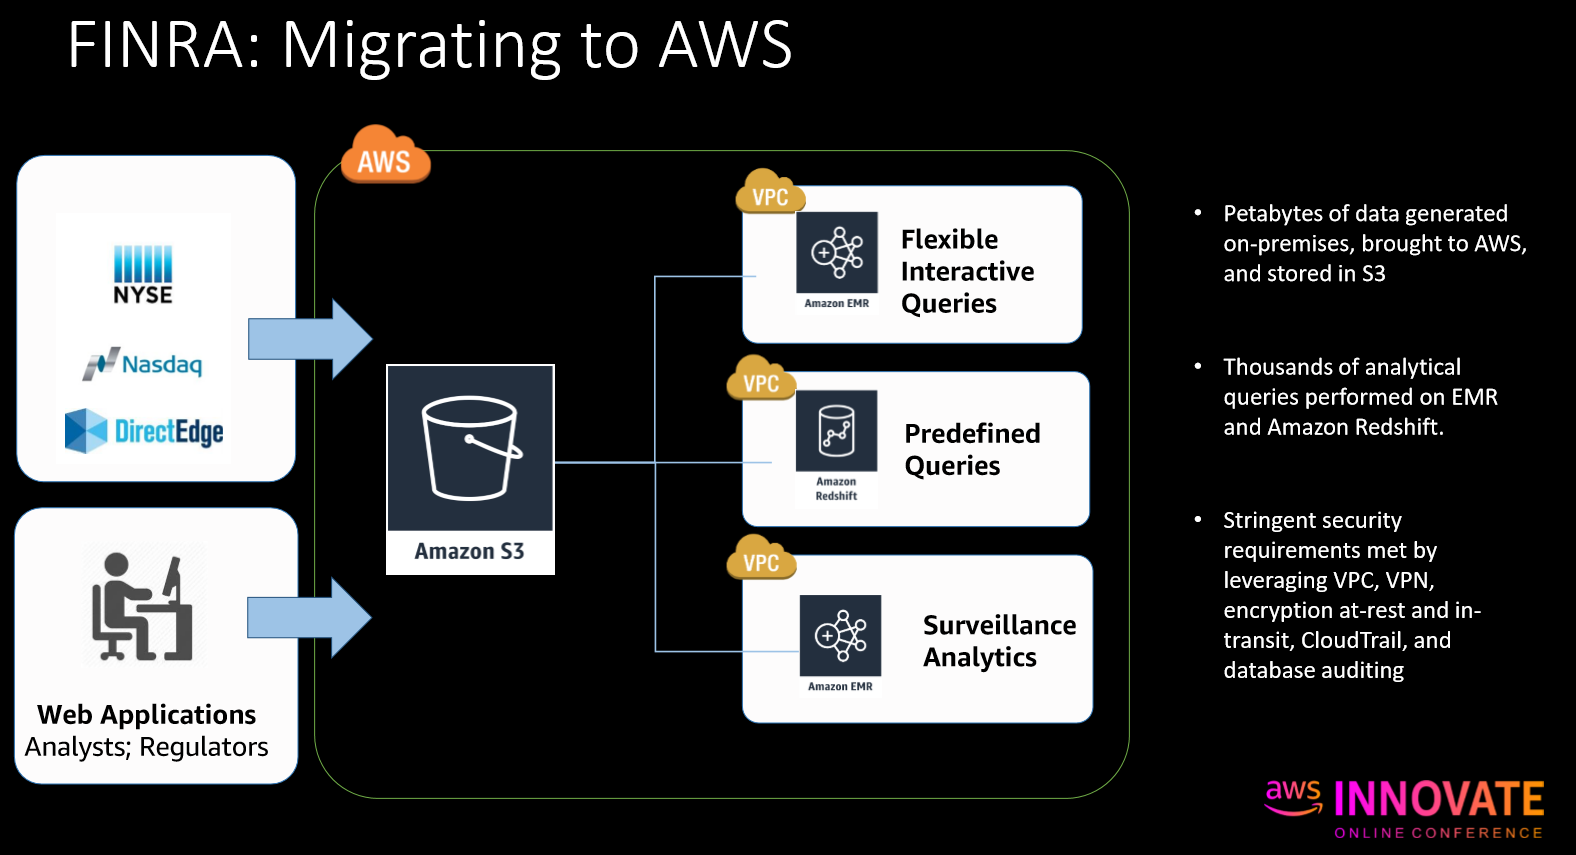 FINRA: Migrating to AWS
AWS
NYSE
Nasdaq
DirectEdge
Web Applications
Analysts; Regulators
Amazon S3
VPC
Amazon EMR
Flexible
Interactive
Queries
VPC
Amazon
Redshift
Predefined
Queries
VPC
Amazon EMR
Surveillance
Analytics
• Petabytes of data generated
on-premises, brought to AWS,
and stored in S3
• Thousands of analytical
queries performed on EMR
and Amazon Redshift.
• Stringent security
requirements met by
leveraging VPC, VPN,
encryption at-rest and in-
transit, CloudTrail, and
database auditing
aws INNOVATE
ONLINE CONFERENCE